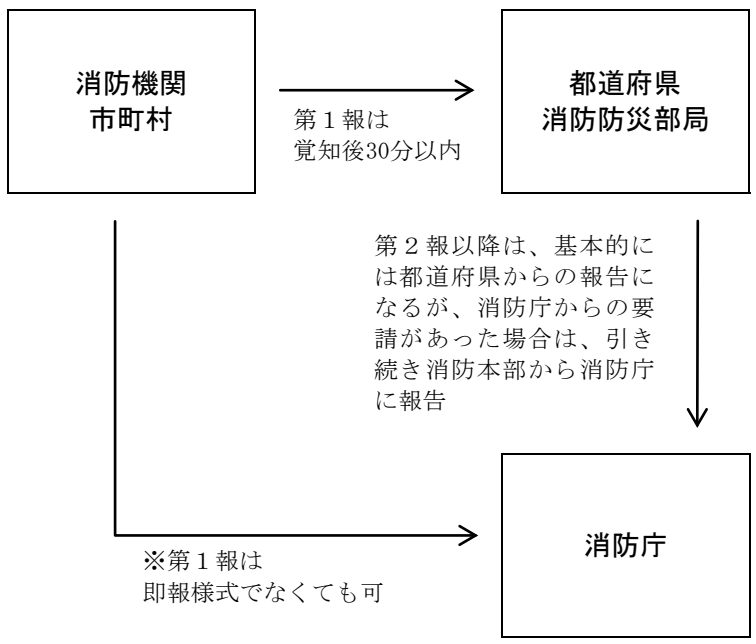 消防機関
市町村
都道府県
消防防災部局
第１報は
覚知後30分以内
第２報以降は、基本的に
は都道府県からの報告に
なるが、消防庁からの要
請があった場合は、引き
続き消防本部から消防庁
に報告
消防庁
※第１報は
即報様式でなくても可